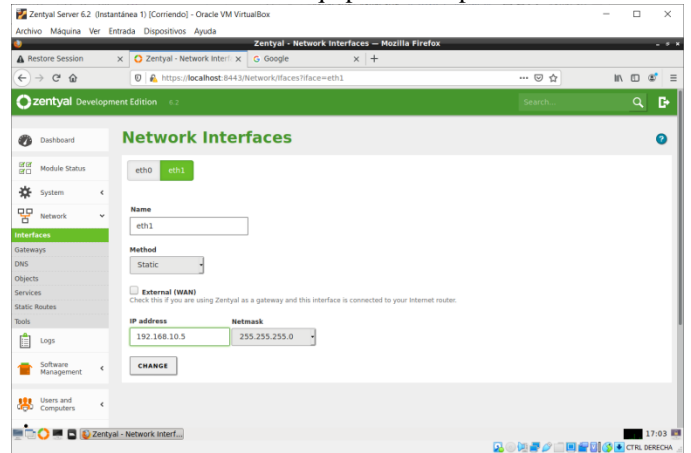 Zentyal Server 6.2 (Instantánea 1) [Corriendo] - Oracle VM VirtualBox
Archivo Máquina Ver Entrada Dispositivos Ayuda
Zentyal - Network Interfaces — Mozilla Firefox
Restore Session
Zentyal - Network Interf
Google
https://localhost:8443/Network/Ifaces?iface=eth1
zentyal Development Edition 6.2
Search...
Dashboard
Module Status
System
Network
Interfaces
Gateways
DNS
Objects
Services
Static Routes
Tools
Logs
Software
Management
Users and
Computers
Network Interfaces
eth0 eth1
Name
eth1
Method
Static
External (WAN)
Check this if you are using Zentyal as a gateway and this interface is connected to your Internet router.
IP address Netmask
192.168.10.5 255.255.255.0
CHANGE
Zentyal - Network Interf...
17:03
CTRL DERECHA